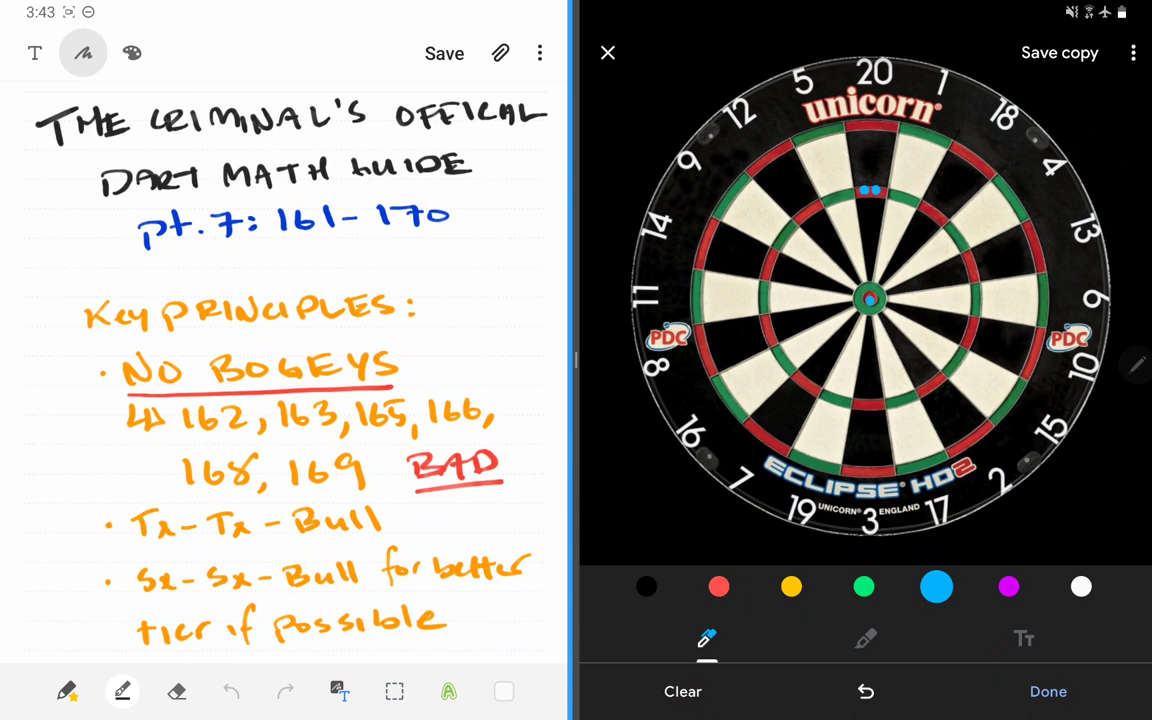 3:43
T
Save
THE CRIMINAL'S OFFICAL
DART MATH GUIDE
pt. 7: 161 - 170
Key PRINCIPLES:
· NO BOGEYS
↳ 162, 163, 165, 166,
168, 169 BAD
· Tx - Tx - Bull
· Sx - Sx - Bull for better
tier if possible
A
T
Save copy
20
1
18
4
13
6
10
15
2
17
3
19
7
16
8
11
14
9
12
5
unicorn®
PDC
PDC
ECLIPSE® HD2
UNICORN® ENGLAND
Tт
Clear
Done